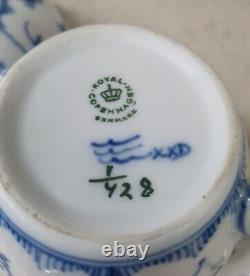 ROYAL
COPENHAGEN
DENMARK
1/428